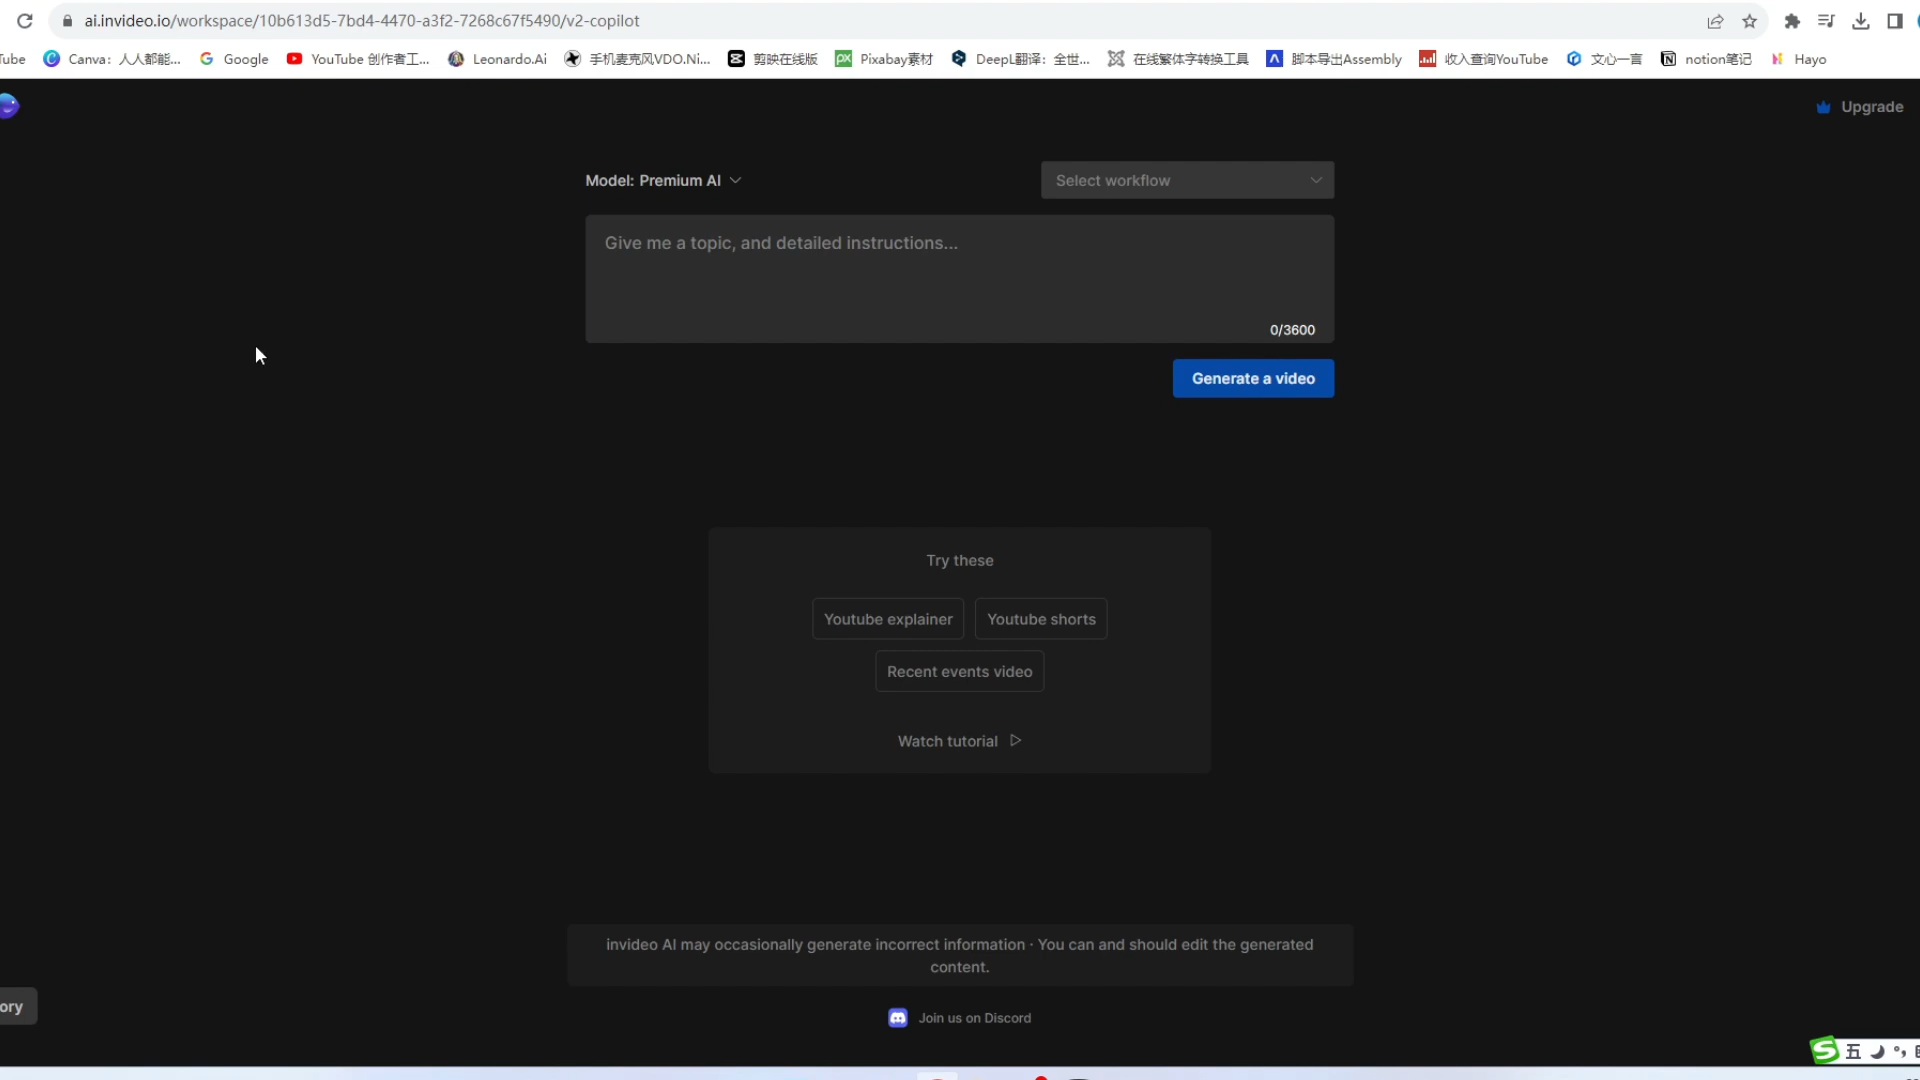 ai.invideo.io/workspace/10b613d5-7bd4-4470-a3f2-7268c67f5490/v2-copilot
Tube Canva：人人都能... Google YouTube 创作者工... Leonardo.Ai 手机麦克风VDO.Ni... 剪映在线版 Pixabay素材 DeepL翻译：全世... 在线繁体字转换工具 脚本导出Assembly 收入查询YouTube 文心一言 notion笔记 Hayo
Upgrade
Model: Premium AI
Select workflow
Give me a topic, and detailed instructions...
0/3600
Generate a video
Try these
Youtube explainer Youtube shorts
Recent events video
Watch tutorial
invideo AI may occasionally generate incorrect information · You can and should edit the generated
content.
ory
Join us on Discord
五